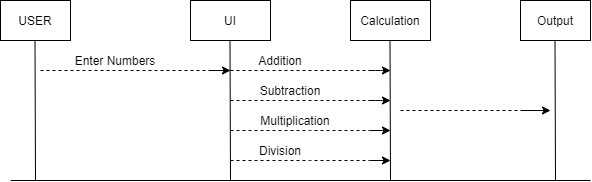 USER
UI
Calculation
Output
Enter Numbers
Addition
Subtraction
Multiplication
Division